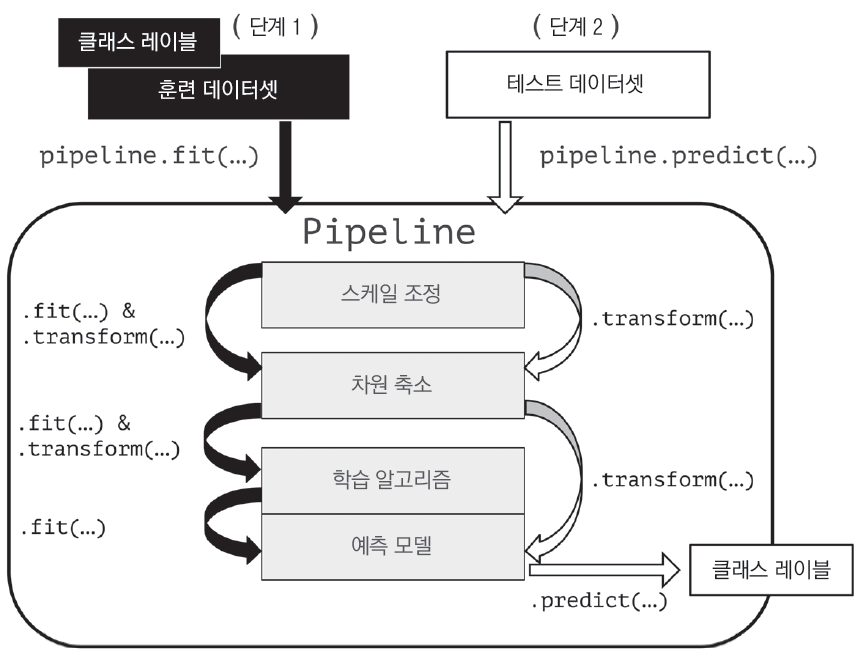 ( 단계 1 )
클래스 레이블
훈련 데이터셋
pipeline.fit(…)
( 단계 2 )
테스트 데이터셋
pipeline.predict(…)
Pipeline
스케일 조정
.fit(…) &
.transform(…)
.transform(…)
차원 축소
.fit(…) &
.transform(…)
.transform(…)
학습 알고리즘
.fit(…)
예측 모델
.predict(…)
클래스 레이블